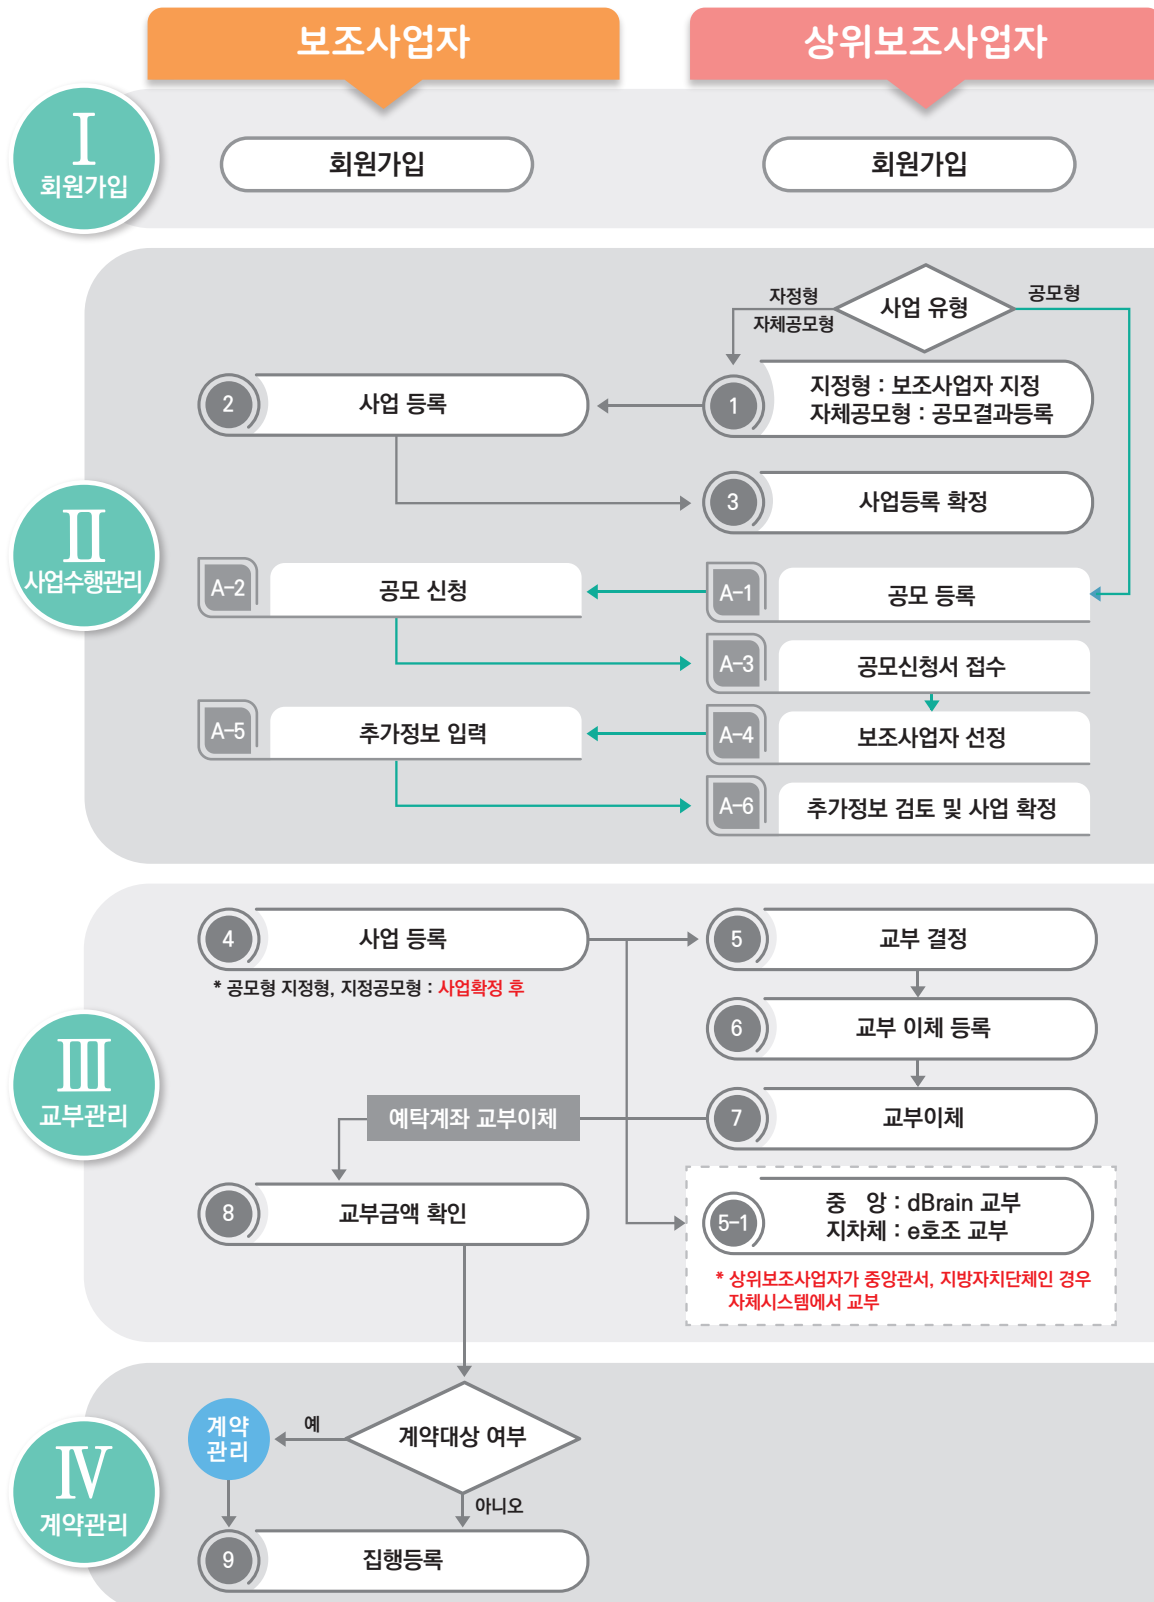 보조사업자
상위보조사업자
Ⅰ
회원가입
회원가입
회원가입
사업 유형
자정형
자체공모형
공모형
Ⅱ
사업수행관리
1
지정형 : 보조사업자 지정
자체공모형 : 공모결과등록
2
사업 등록
3
사업등록 확정
A-1
공모 등록
A-2
공모 신청
A-3
공모신청서 접수
A-4
보조사업자 선정
A-5
추가정보 입력
A-6
추가정보 검토 및 사업 확정
Ⅲ
교부관리
4
사업 등록
* 공모형 지정형, 지정공모형 : 사업확정 후
5
교부 결정
6
교부 이체 등록
7
교부이체
예탁계좌 교부이체
8
교부금액 확인
5-1
중 앙 : dBrain 교부
지차체 : e호조 교부
* 상위보조사업자가 중앙관서, 지방자치단체인 경우
자체시스템에서 교부
Ⅳ
계약관리
계약대상 여부
예
계약
관리
아니오
9
집행등록